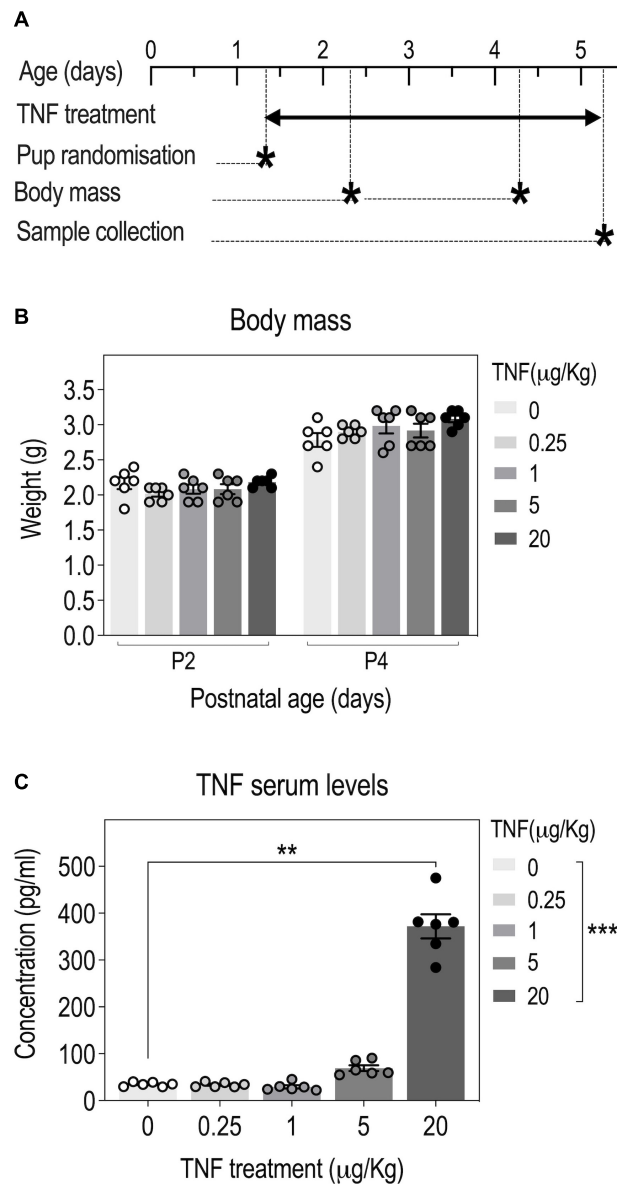 A
0 1 2 3 4 5
Age (days)
TNF treatment
Pup randomisation
*
Body mass
* *
Sample collection
*
B
Body mass
Weight (g)
3.5
3.0
2.5
2.0
1.5
1.0
0.5
0.0
P2 P4
Postnatal age (days)
TNF(μg/Kg)
0
0.25
1
5
20
C
TNF serum levels
Concentration (pg/ml)
500
400
300
200
100
0
**
0 0.25 1 5 20
TNF treatment (μg/Kg)
TNF(μg/Kg)
0
0.25
1
5
20
***